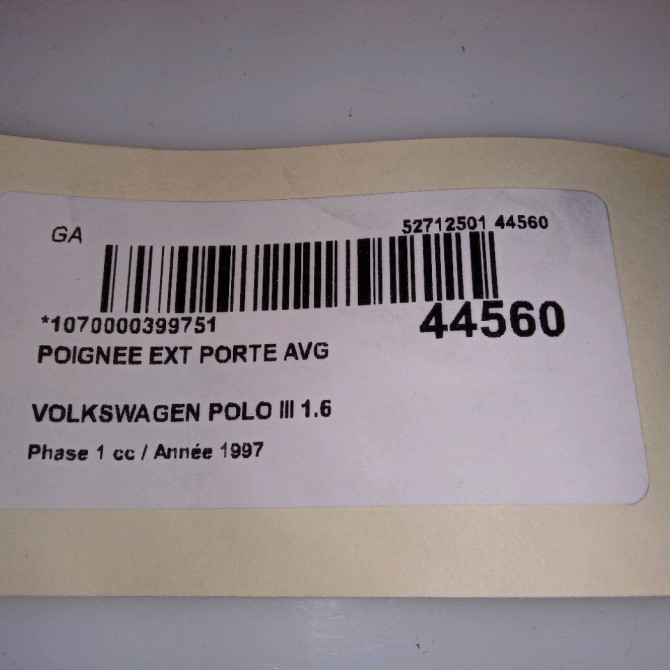 GA
52712501 44560
*1070000399751
44560
POIGNEE EXT PORTE AVG
VOLKSWAGEN POLO III 1.6
Phase 1 cc / Année 1997